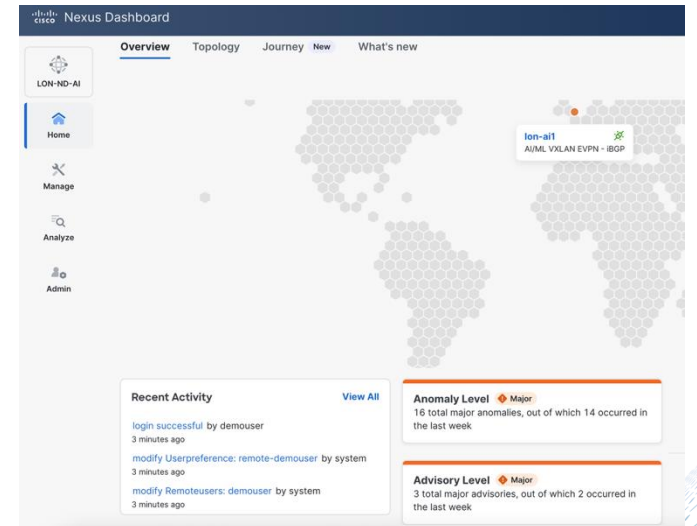 CISCO Nexus Dashboard
Overview Topology Journey New What's new
LON-ND-AI
Home
Manage
Analyze
Admin
lon-ai1
AI/ML VXLAN EVPN - iBGP
Recent Activity View All
login successful by demouser
3 minutes ago
modify Userpreference: remote-demouser by system
3 minutes ago
modify Remoteusers: demouser by system
3 minutes ago
Anomaly Level Major
16 total major anomalies, out of which 14 occurred in
the last week
Advisory Level Major
3 total major advisories, out of which 2 occurred in
the last week